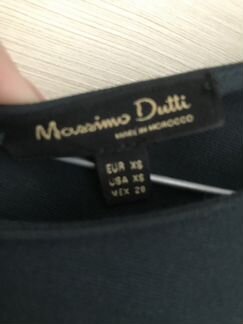 Massimo Dutti
MADE IN MOROCCO
EUR XS
USA XS
MEX 26